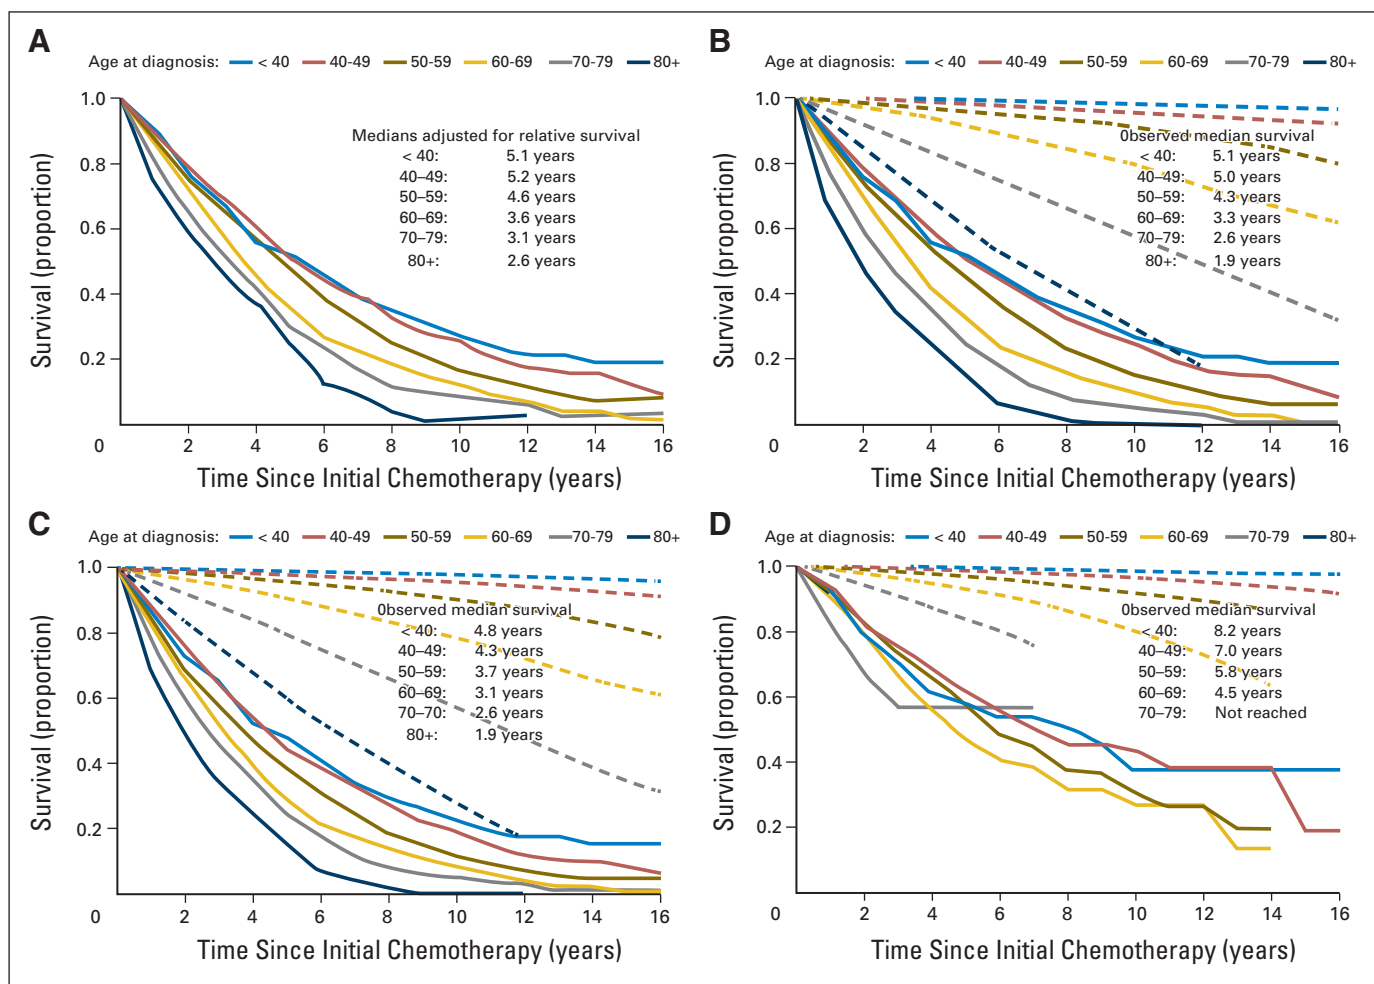 A
Age at diagnosis: < 40 40-49 50-59 60-69 70-79 80+
Medians adjusted for relative survival
< 40: 5.1 years
40–49: 5.2 years
50–59: 4.6 years
60–69: 3.6 years
70–79: 3.1 years
80+: 2.6 years
1.0
0.8
0.6
0.4
0.2
Survival (proportion)
0 2 4 6 8 10 12 14 16
Time Since Initial Chemotherapy (years)
B
Age at diagnosis: < 40 40-49 50-59 60-69 70-79 80+
Observed median survival
< 40: 5.1 years
40–49: 5.0 years
50–59: 4.3 years
60–69: 3.3 years
70–79: 2.6 years
80+: 1.9 years
1.0
0.8
0.6
0.4
0.2
Survival (proportion)
0 2 4 6 8 10 12 14 16
Time Since Initial Chemotherapy (years)
C
Age at diagnosis: < 40 40-49 50-59 60-69 70-79 80+
Observed median survival
< 40: 4.8 years
40–49: 4.3 years
50–59: 3.7 years
60–69: 3.1 years
70–70: 2.6 years
80+: 1.9 years
1.0
0.8
0.6
0.4
0.2
Survival (proportion)
0 2 4 6 8 10 12 14 16
Time Since Initial Chemotherapy (years)
D
Age at diagnosis: < 40 40-49 50-59 60-69 70-79 80+
Observed median survival
< 40: 8.2 years
40–49: 7.0 years
50–59: 5.8 years
60–69: 4.5 years
70–79: Not reached
1.0
0.8
0.6
0.4
0.2
Survival (proportion)
0 2 4 6 8 10 12 14 16
Time Since Initial Chemotherapy (years)